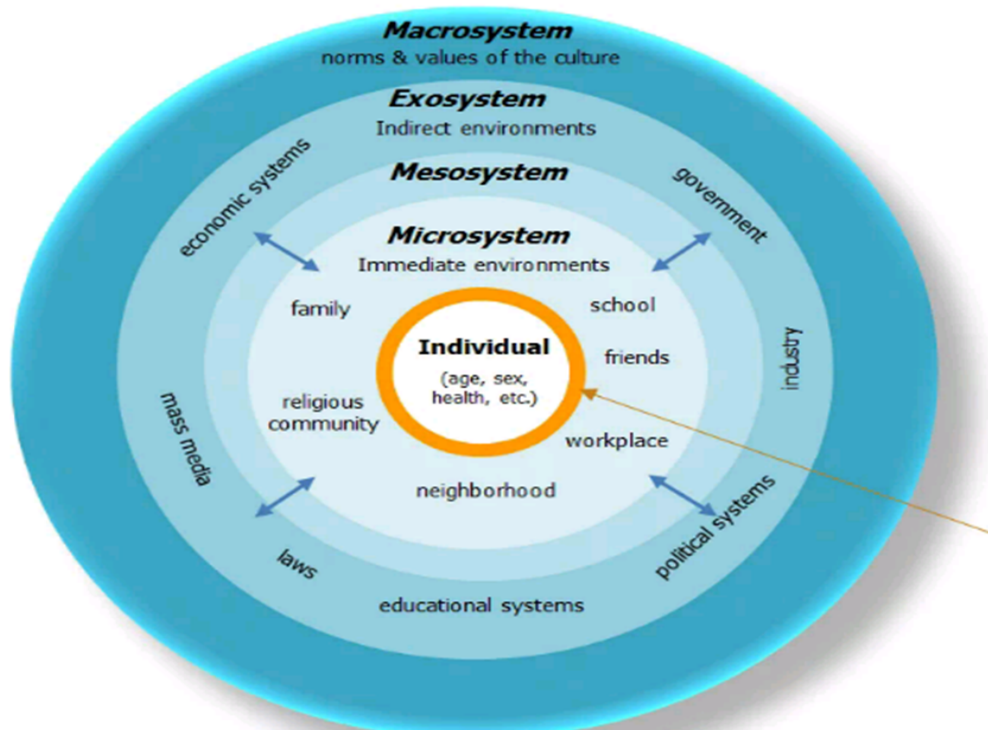 Macrosystem
norms & values of the culture
Exosystem
Indirect environments
Mesosystem
economic systems
government
Microsystem
Immediate environments
family
school
Individual
(age, sex,
health, etc.)
friends
industry
religious
community
mass media
workplace
neighborhood
political systems
laws
educational systems